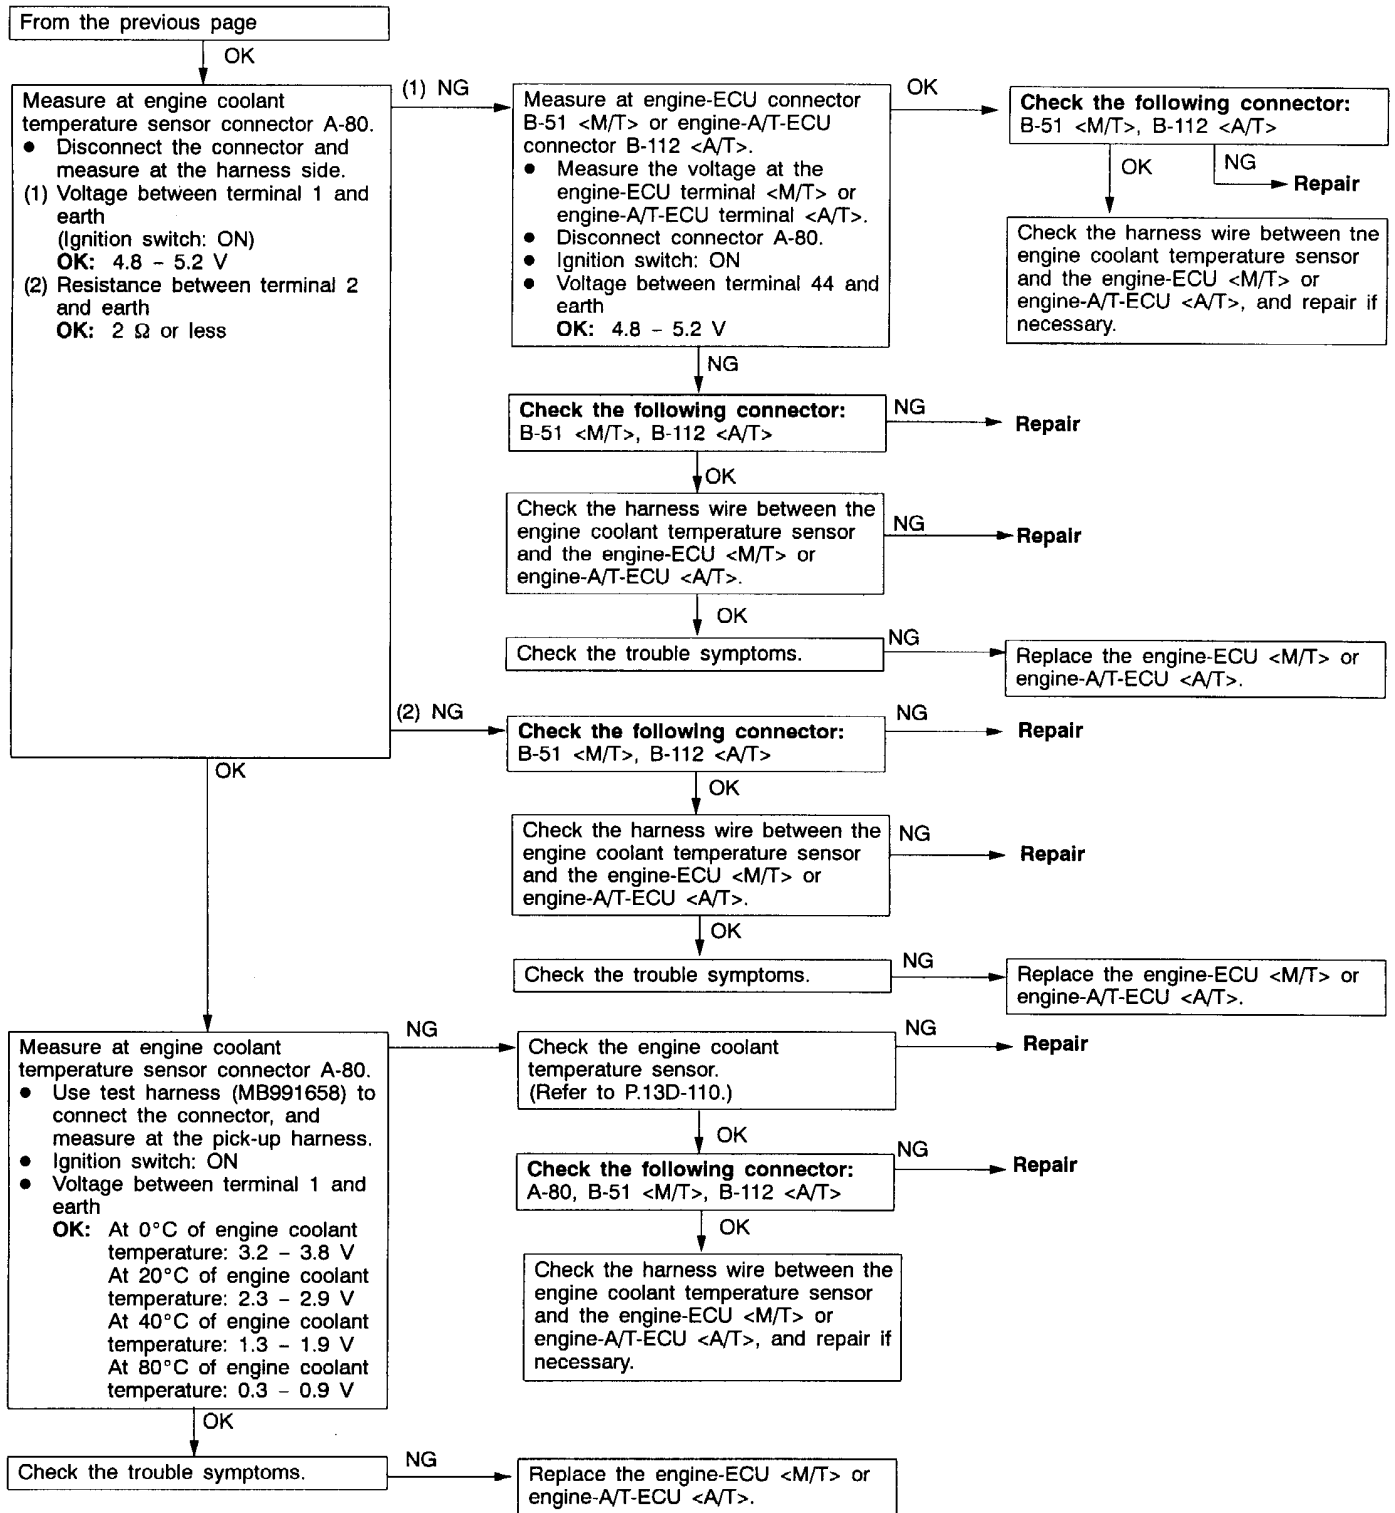 From the previous page
OK
Measure at engine coolant
temperature sensor connector A-80.
● Disconnect the connector and
measure at the harness side.
(1) Voltage between terminal 1 and
earth
(Ignition switch: ON)
OK: 4.8 – 5.2 V
(2) Resistance between terminal 2
and earth
OK: 2 Ω or less
(1) NG
Measure at engine-ECU connector
B-51 <M/T> or engine-A/T-ECU
connector B-112 <A/T>.
● Measure the voltage at the
engine-ECU terminal <M/T> or
engine-A/T-ECU terminal <A/T>.
● Disconnect connector A-80.
● Ignition switch: ON
● Voltage between terminal 44 and
earth
OK: 4.8 – 5.2 V
OK
Check the following connector:
B-51 <M/T>, B-112 <A/T>
OK
NG
Repair
Check the harness wire between tne
engine coolant temperature sensor
and the engine-ECU <M/T> or
engine-A/T-ECU <A/T>, and repair if
necessary.
NG
Check the following connector:
B-51 <M/T>, B-112 <A/T>
NG
Repair
OK
Check the harness wire between the
engine coolant temperature sensor
and the engine-ECU <M/T> or
engine-A/T-ECU <A/T>.
NG
Repair
OK
Check the trouble symptoms.
NG
Replace the engine-ECU <M/T> or
engine-A/T-ECU <A/T>.
(2) NG
Check the following connector:
B-51 <M/T>, B-112 <A/T>
NG
Repair
OK
Check the harness wire between the
engine coolant temperature sensor
and the engine-ECU <M/T> or
engine-A/T-ECU <A/T>.
NG
Repair
OK
Check the trouble symptoms.
NG
Replace the engine-ECU <M/T> or
engine-A/T-ECU <A/T>.
OK
Measure at engine coolant
temperature sensor connector A-80.
● Use test harness (MB991658) to
connect the connector, and
measure at the pick-up harness.
● Ignition switch: ON
● Voltage between terminal 1 and
earth
OK: At 0°C of engine coolant
temperature: 3.2 – 3.8 V
At 20°C of engine coolant
temperature: 2.3 – 2.9 V
At 40°C of engine coolant
temperature: 1.3 – 1.9 V
At 80°C of engine coolant
temperature: 0.3 – 0.9 V
NG
Check the engine coolant
temperature sensor.
(Refer to P.13D-110.)
NG
Repair
OK
Check the following connector:
A-80, B-51 <M/T>, B-112 <A/T>
NG
Repair
OK
Check the harness wire between the
engine coolant temperature sensor
and the engine-ECU <M/T> or
engine-A/T-ECU <A/T>, and repair if
necessary.
OK
Check the trouble symptoms.
NG
Replace the engine-ECU <M/T> or
engine-A/T-ECU <A/T>.